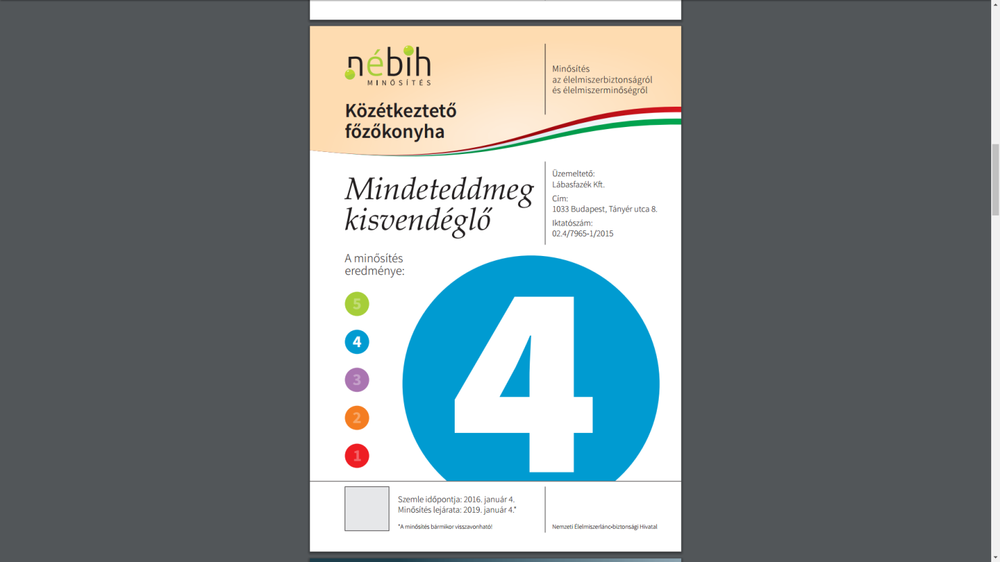 nébih
MINŐSÍTÉS
Minősítés
az élelmiszerbiztonságról
és élelmiszerminőségről
Közétkeztető
főzőkonyha
Mindeteddmeg
kisvendéglő
Üzemeltető:
Lábasfazék Kft.
Cím:
1033 Budapest, Tányér utca 8.
Iktatószám:
02.4/7965-1/2015
A minősítés
eredménye:
5
4
3
2
1
4
Szemle időpontja: 2016. január 4.
Minősítés lejárata: 2019. január 4.*
*A minősítés bármikor visszavonható!
Nemzeti Élelmiszerlánc-biztonsági Hivatal